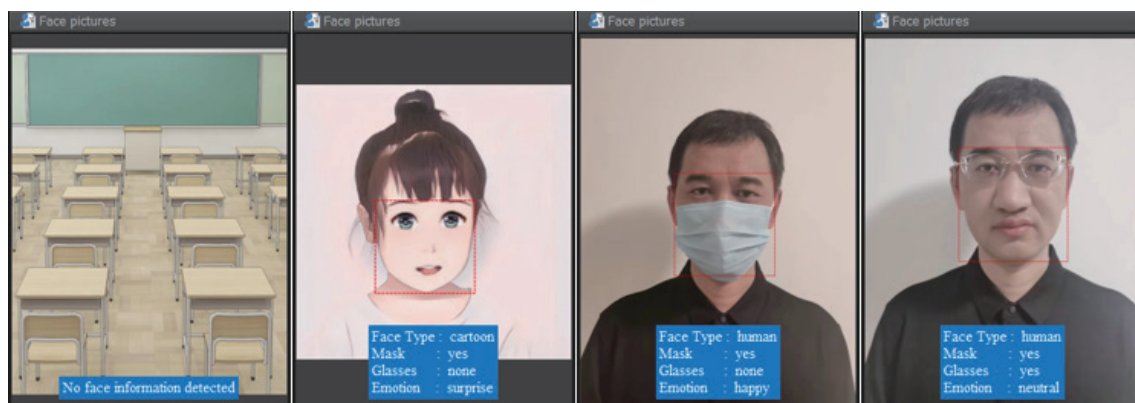 Face pictures
No face information detected
Face pictures
Face Type : cartoon
Mask : yes
Glasses : none
Emotion : surprise
Face pictures
Face Type : human
Mask : yes
Glasses : none
Emotion : happy
Face pictures
Face Type : human
Mask : yes
Glasses : yes
Emotion : neutral